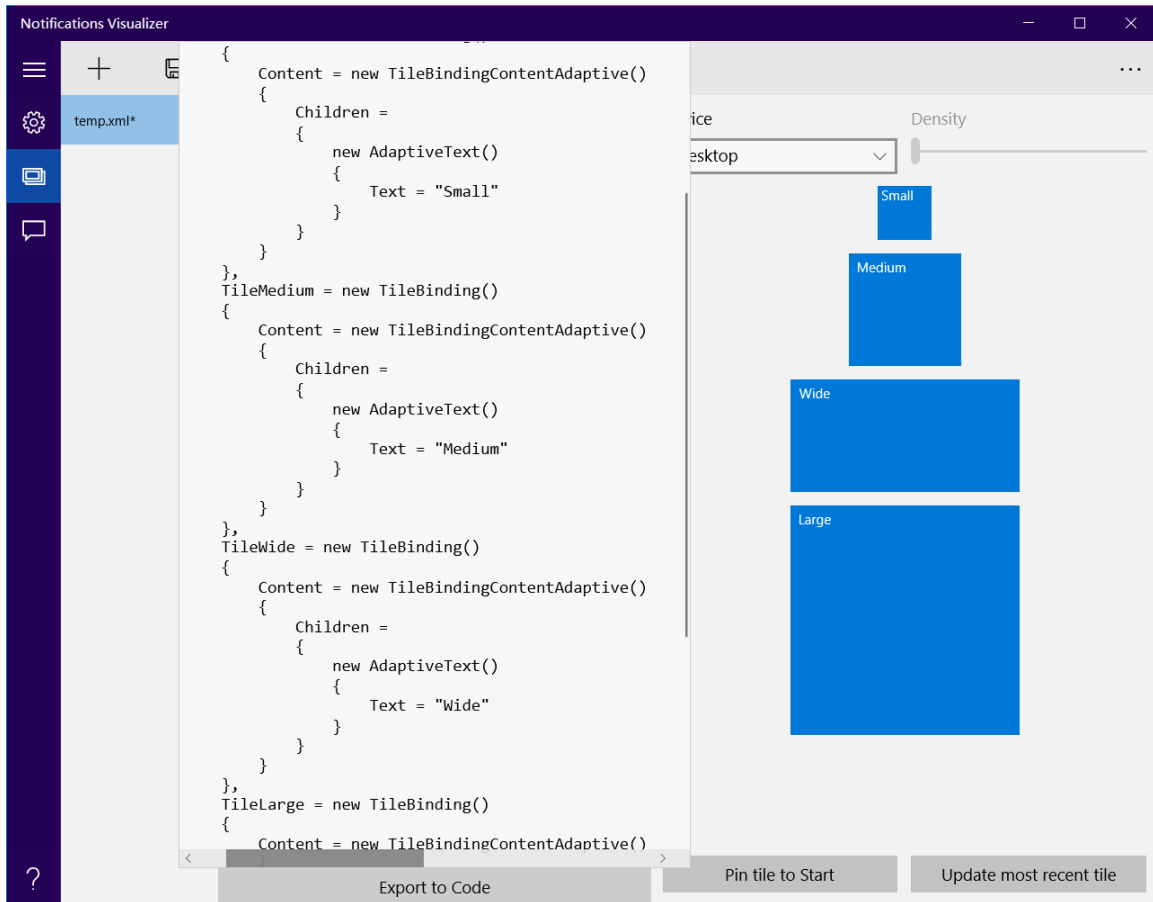 Notifications Visualizer
temp.xml*
{
Content = new TileBindingContentAdaptive()
{
Children =
{
new AdaptiveText()
{
Text = "Small"
}
}
}
},
TileMedium = new TileBinding()
{
Content = new TileBindingContentAdaptive()
{
Children =
{
new AdaptiveText()
{
Text = "Medium"
}
}
}
},
TileWide = new TileBinding()
{
Content = new TileBindingContentAdaptive()
{
Children =
{
new AdaptiveText()
{
Text = "Wide"
}
}
}
},
TileLarge = new TileBinding()
{
Content = new TileBindingContentAdaptive()
{
Export to Code
ice
Density
esktop
Small
Medium
Wide
Large
Pin tile to Start
Update most recent tile
?